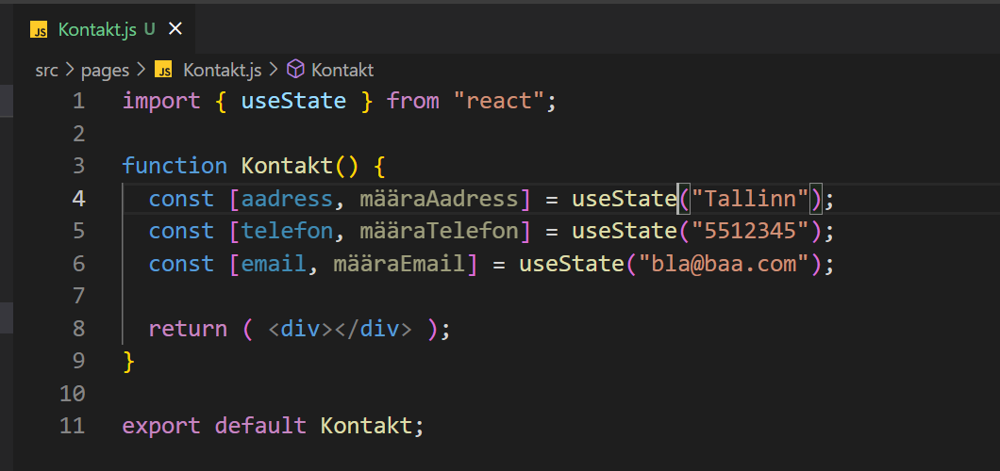 JS Kontakt.js U ×
src > pages > JS Kontakt.js > Kontakt
1 import { useState } from "react";
2
3 function Kontakt() {
4 const [aadress, määraAadress] = useState("Tallinn");
5 const [telefon, määraTelefon] = useState("5512345");
6 const [email, määraEmail] = useState("bla@baa.com");
7
8 return ( <div></div> );
9 }
10
11 export default Kontakt;